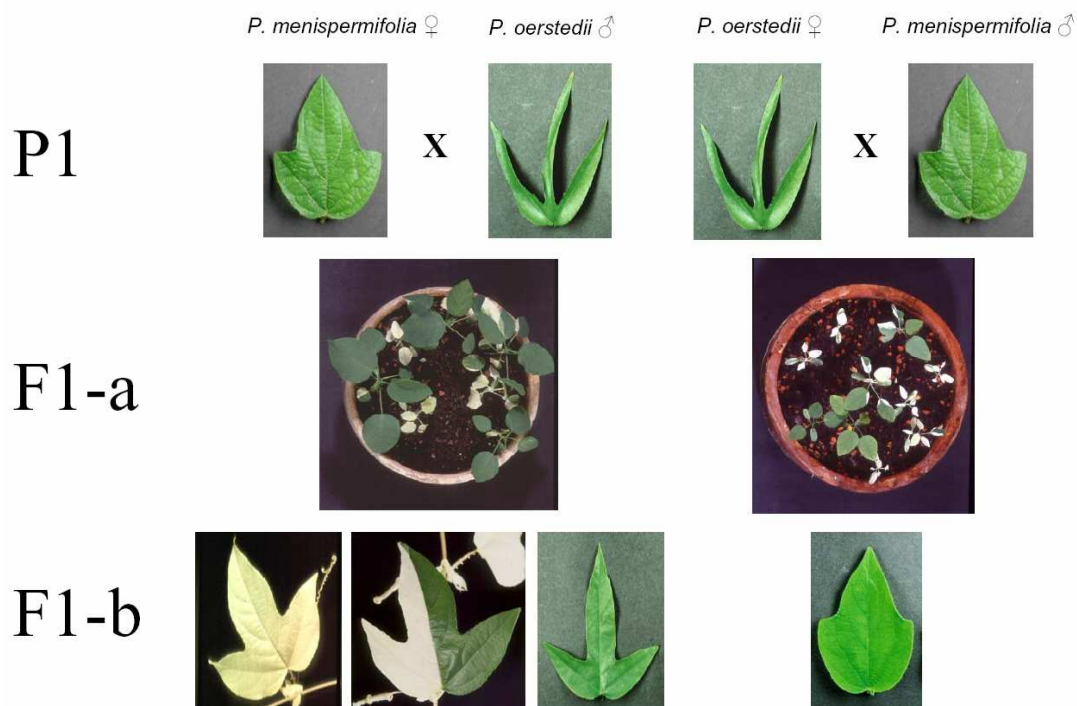 P. menispermifolia ♀ P. oerstedii ♂ P. oerstedii ♀ P. menispermifolia ♂
P1 X X
F1-a
F1-b